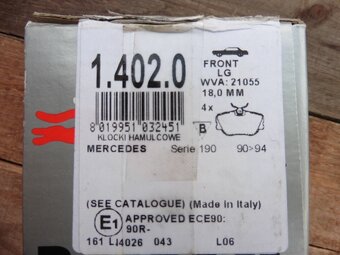 FRONT
LG
WVA: 21055
18,0 MM
4x
B
1.402.0
8 019951 032451
KLOCKI HAMULCOWE
MERCEDES Serie 190 90>94
(SEE CATALOGUE) (Made in Italy)
E1 APPROVED ECE90:
90R-
161 LI4026 043 L06